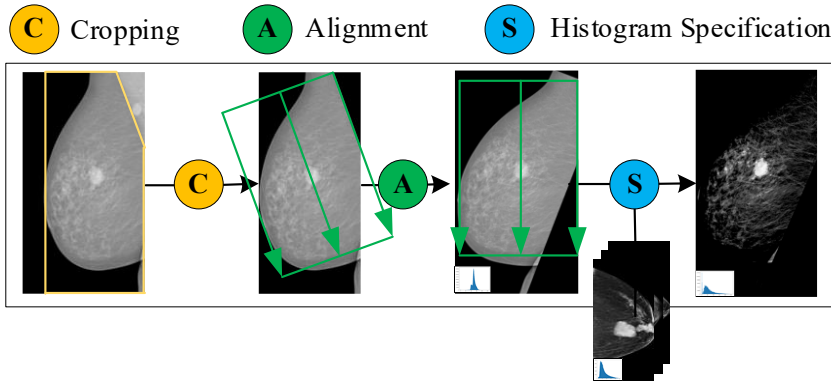 C Cropping A Alignment S Histogram Specification
C A S